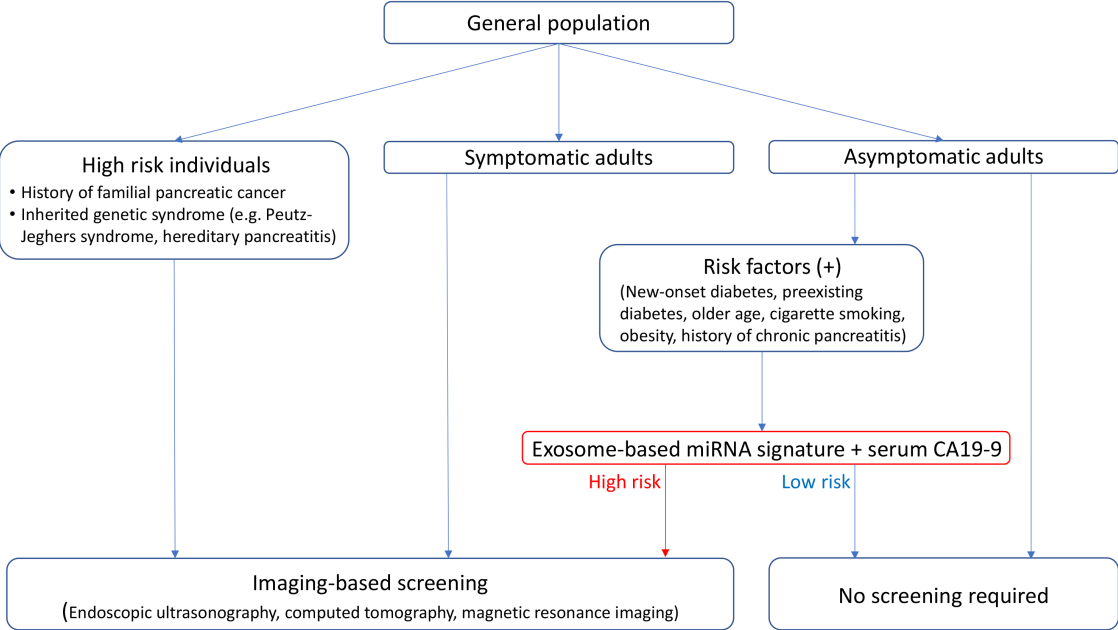 General population
High risk individuals
• History of familial pancreatic cancer
• Inherited genetic syndrome (e.g. Peutz-
Jeghers syndrome, hereditary pancreatitis)
Symptomatic adults
Asymptomatic adults
Risk factors (+)
(New-onset diabetes, preexisting
diabetes, older age, cigarette smoking,
obesity, history of chronic pancreatitis)
Exosome-based miRNA signature + serum CA19-9
High risk
Low risk
Imaging-based screening
(Endoscopic ultrasonography, computed tomography, magnetic resonance imaging)
No screening required